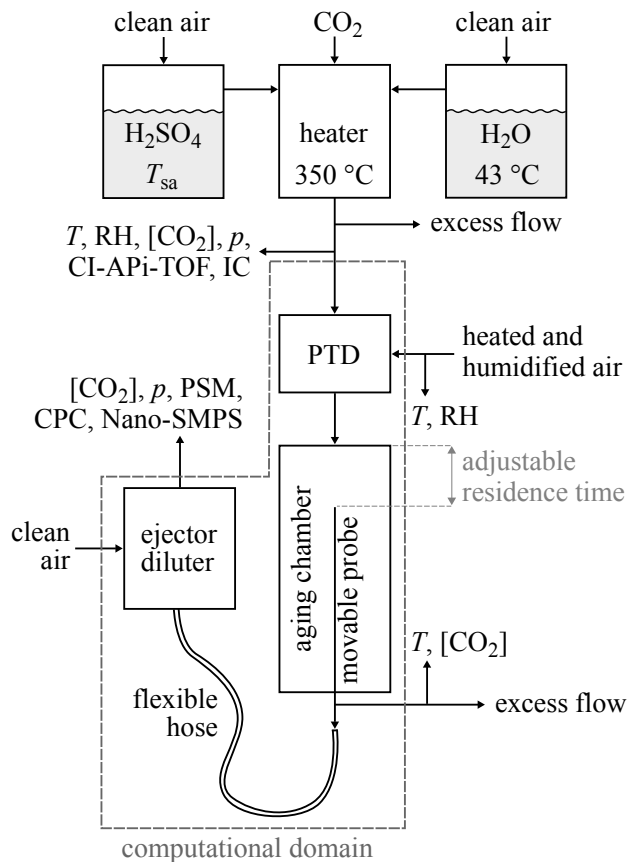 clean air
CO₂
clean air
H₂SO₄
Tsa
heater
350 °C
H₂O
43 °C
excess flow
T, RH, [CO₂], p,
CI-APi-TOF, IC
PTD
heated and
humidified air
T, RH
[CO₂], p, PSM,
CPC, Nano-SMPS
adjustable
residence time
clean
air
ejector
diluter
aging chamber
movable probe
T, [CO₂]
flexible
hose
excess flow
computational domain